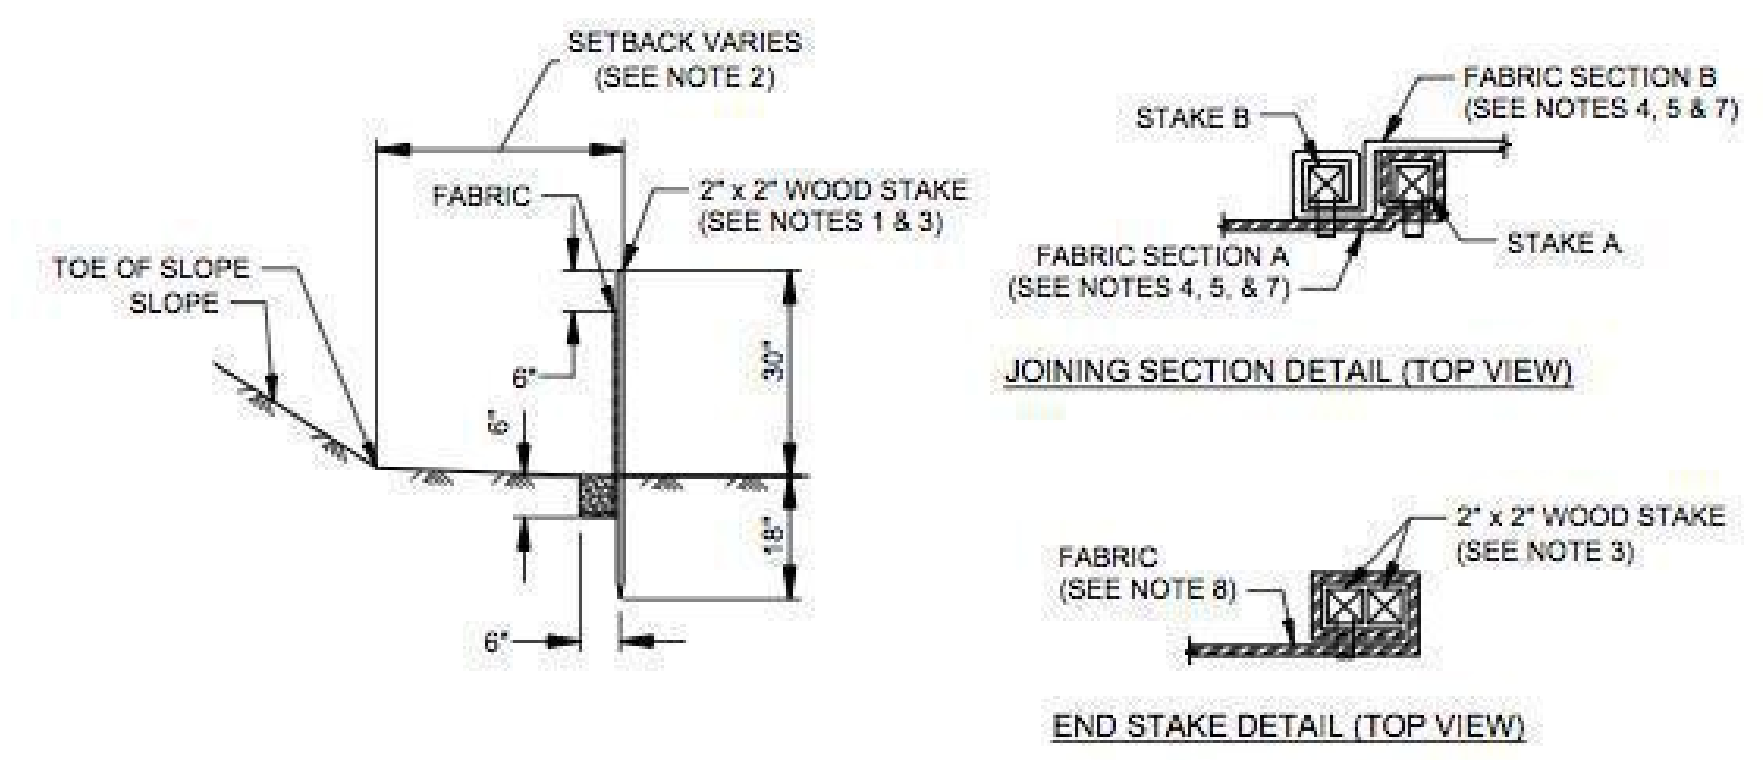 SETBACK VARIES
(SEE NOTE 2)
FABRIC
2" x 2" WOOD STAKE
(SEE NOTES 1 & 3)
TOE OF SLOPE
SLOPE
6"
30"
6"
18"
6"
STAKE B
FABRIC SECTION B
(SEE NOTES 4, 5 & 7)
FABRIC SECTION A
(SEE NOTES 4, 5, & 7)
STAKE A
JOINING SECTION DETAIL (TOP VIEW)
2" x 2" WOOD STAKE
(SEE NOTE 3)
FABRIC
(SEE NOTE 8)
END STAKE DETAIL (TOP VIEW)